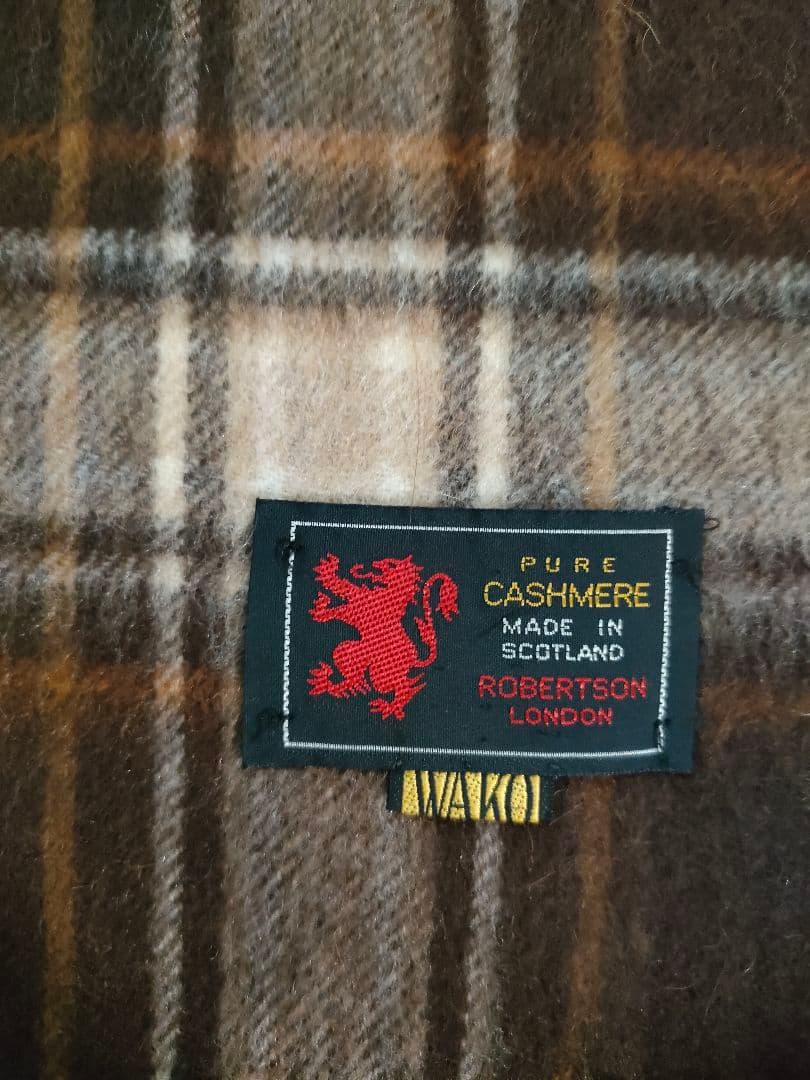 PURE
CASHMERE
MADE IN
SCOTLAND
ROBERTSON
LONDON
WAKO